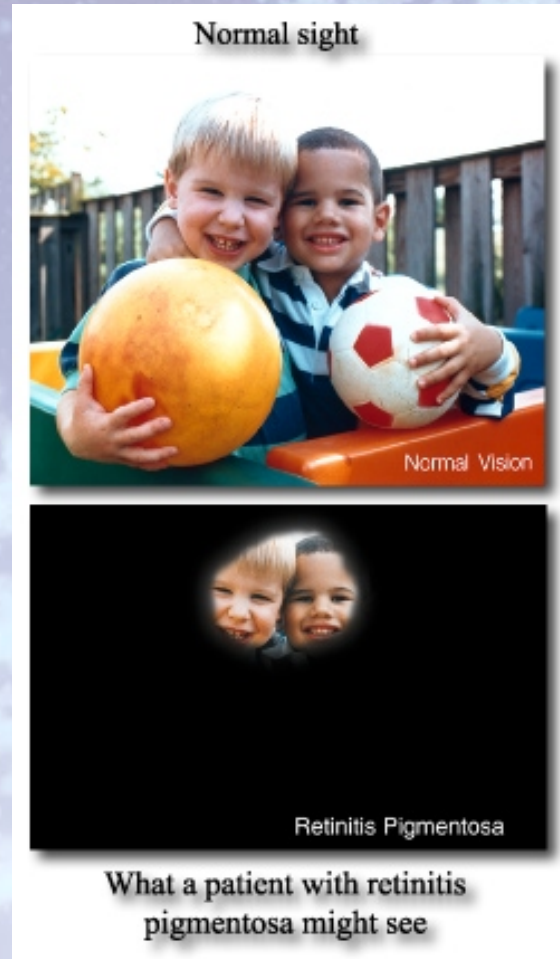 Normal sight
Normal Vision
Retinitis Pigmentosa
What a patient with retinitis
pigmentosa might see